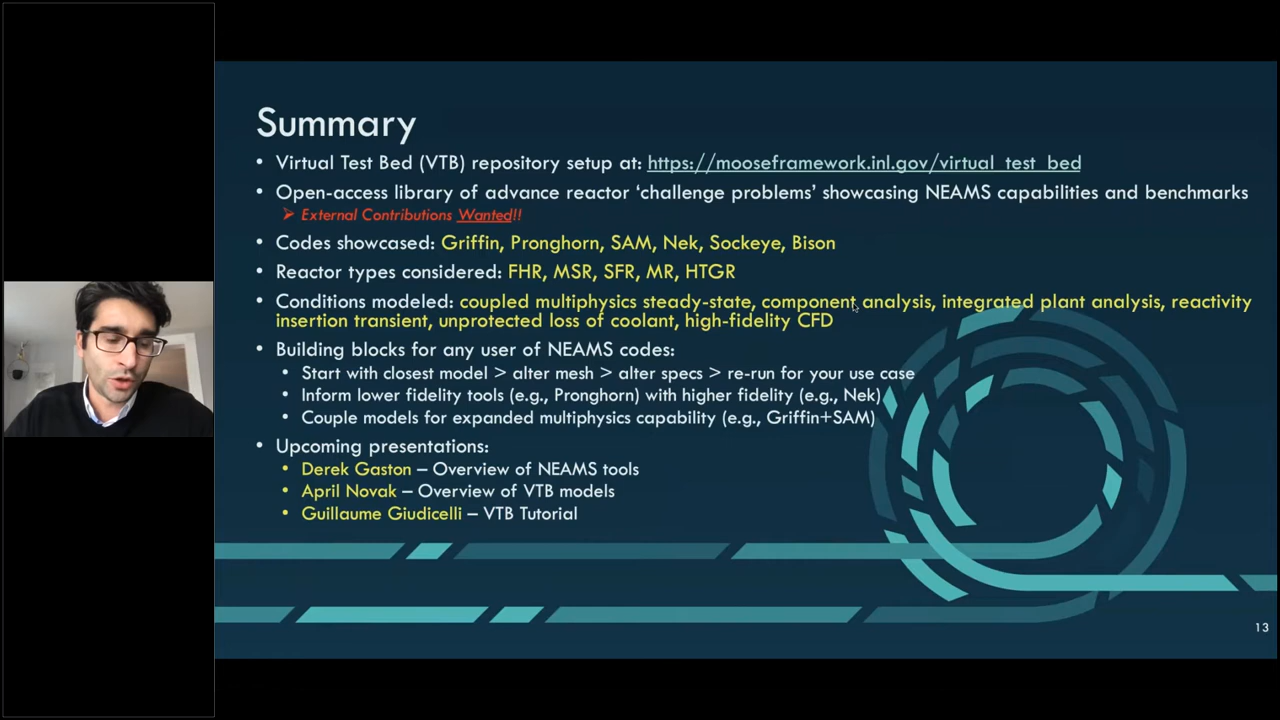 Summary
• Virtual Test Bed (VTB) repository setup at: https://mooseframework.inl.gov/virtual_test_bed
• Open-access library of advance reactor ‘challenge problems’ showcasing NEAMS capabilities and benchmarks
➢ External Contributions Wanted!!
• Codes showcased: Griffin, Pronghorn, SAM, Nek, Sockeye, Bison
• Reactor types considered: FHR, MSR, SFR, MR, HTGR
• Conditions modeled: coupled multiphysics steady-state, component analysis, integrated plant analysis, reactivity
insertion transient, unprotected loss of coolant, high-fidelity CFD
• Building blocks for any user of NEAMS codes:
• Start with closest model > alter mesh > alter specs > re-run for your use case
• Inform lower fidelity tools (e.g., Pronghorn) with higher fidelity (e.g., Nek)
• Couple models for expanded multiphysics capability (e.g., Griffin+SAM)
• Upcoming presentations:
• Derek Gaston – Overview of NEAMS tools
• April Novak – Overview of VTB models
• Guillaume Giudicelli – VTB Tutorial
13